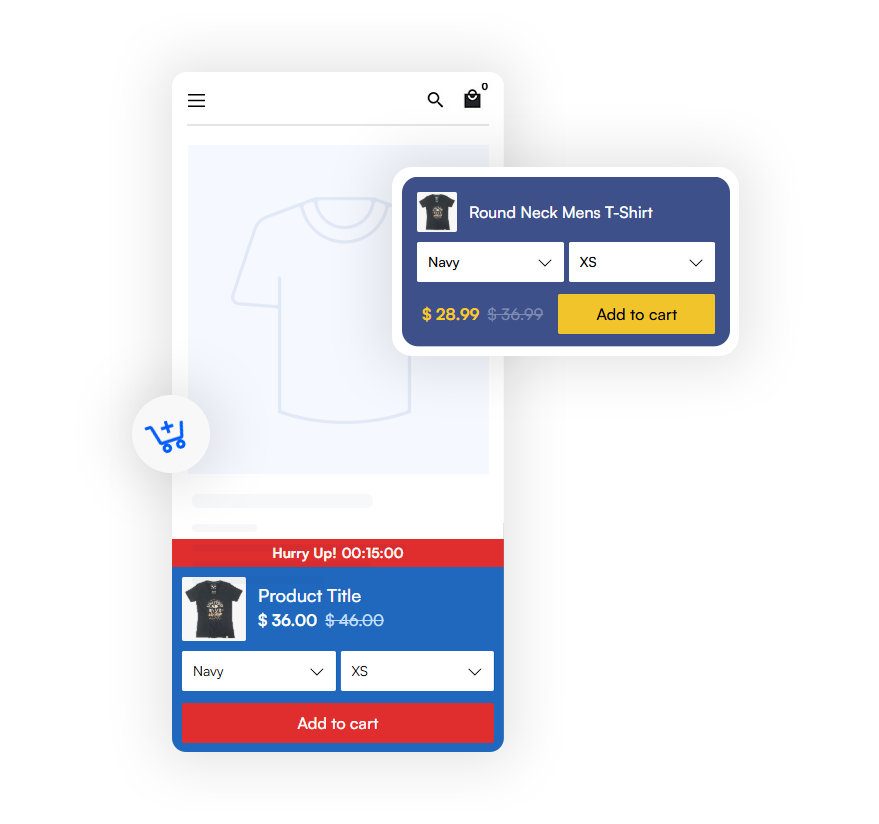 0
Round Neck Mens T-Shirt
Navy
XS
$ 28.99 $ 36.99
Add to cart
Hurry Up! 00:15:00
Product Title
$ 36.00 $ 46.00
Navy
XS
Add to cart